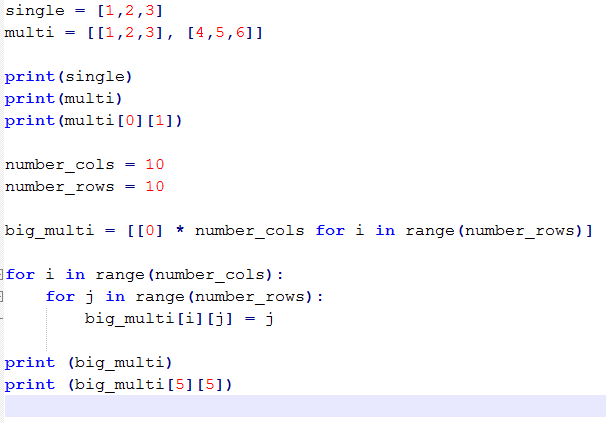 single = [1,2,3]
multi = [[1,2,3], [4,5,6]]

print(single)
print(multi)
print(multi[0][1])

number_cols = 10
number_rows = 10

big_multi = [[0] * number_cols for i in range(number_rows)]

for i in range(number_cols):
    for j in range(number_rows):
        big_multi[i][j] = j

print (big_multi)
print (big_multi[5][5])